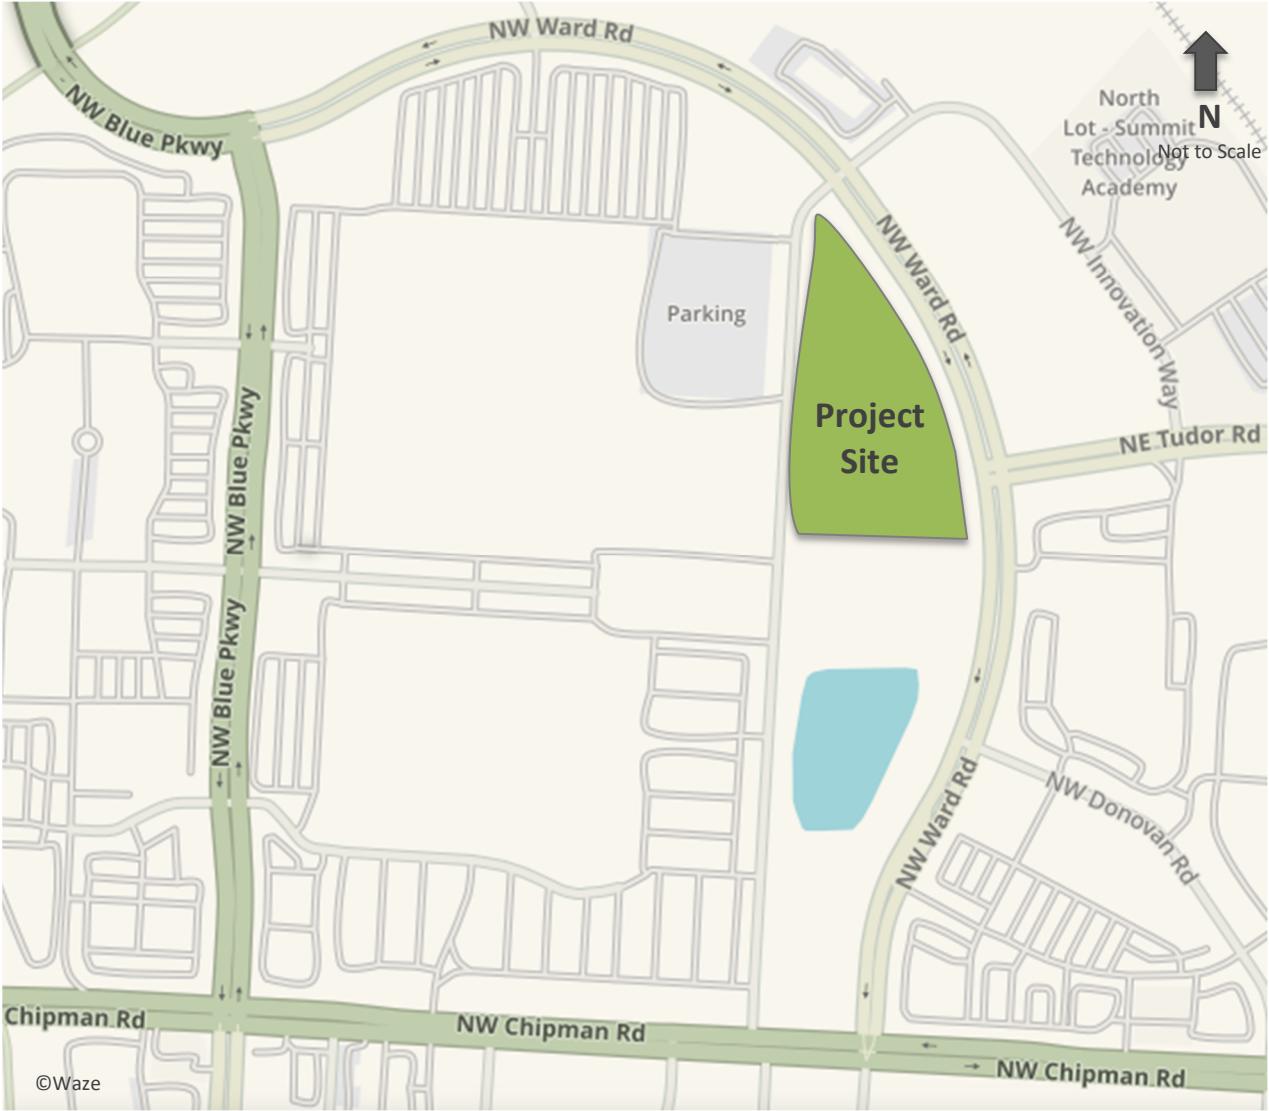 NW Ward Rd
North
Lot - Summit
Technology
Academy
N
Not to Scale
NW Blue Pkwy
NW Ward Rd
NW Innovation Way
Parking
Project
Site
NE Tudor Rd
NW Blue Pkwy
NW Blue Pkwy
NW Ward Rd
NW Donovan Rd
Chipman Rd
NW Chipman Rd
NW Chipman Rd
©Waze